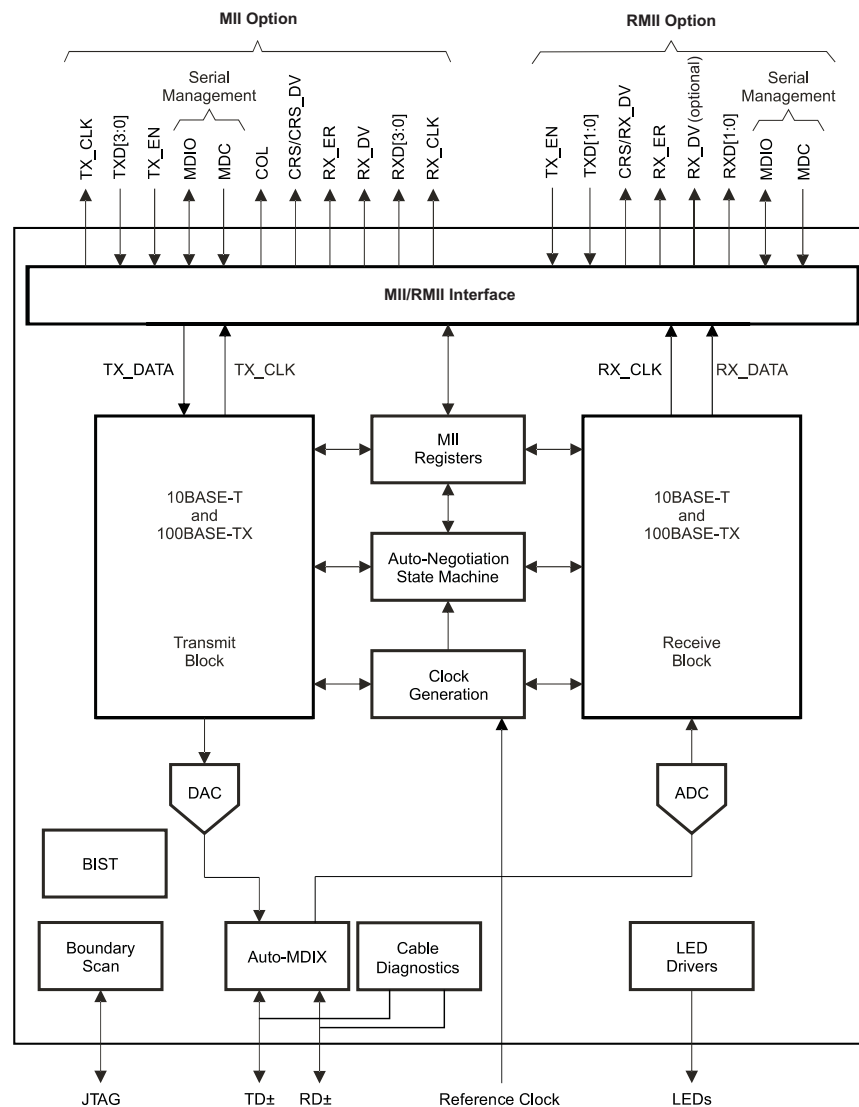 MII Option
RMII Option
Serial
Management
Serial
Management
TX_CLK
TXD[3:0]
TX_EN
MDIO
MDC
COL
CRS/CRS_DV
RX_ER
RX_DV
RXD[3:0]
RX_CLK
TX_EN
TXD[1:0]
CRS/RX_DV
RX_ER
RX_DV (optional)
RXD[1:0]
MDIO
MDC
MII/RMII Interface
TX_DATA
TX_CLK
RX_CLK
RX_DATA
10BASE-T
and
100BASE-TX
Transmit
Block
MII
Registers
Auto-Negotiation
State Machine
Clock
Generation
10BASE-T
and
100BASE-TX
Receive
Block
DAC
ADC
BIST
Boundary
Scan
Auto-MDIX
Cable
Diagnostics
LED
Drivers
JTAG
TD±
RD±
Reference Clock
LEDs